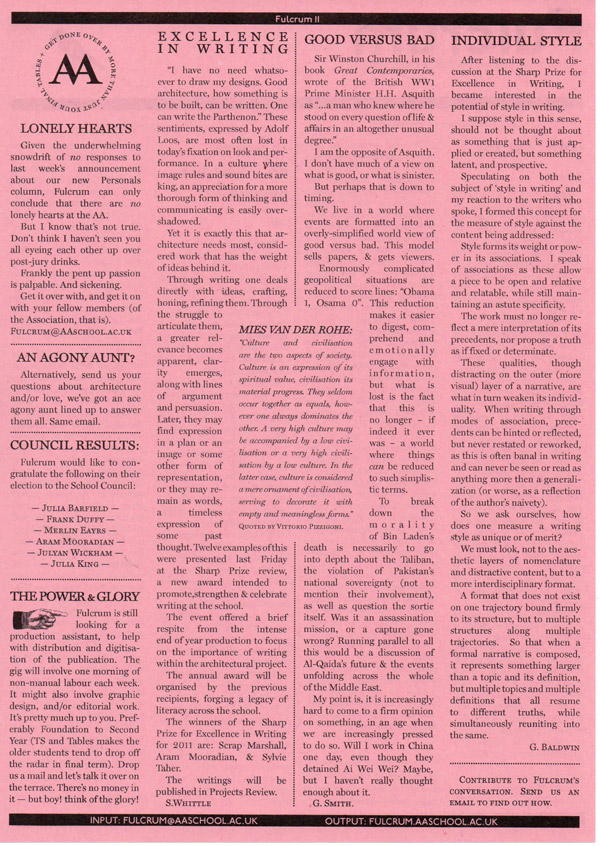 Fulcrum II
GET DONE OVER BY MORE THAN JUST YOUR FINAL TABLES +
AA
LONELY HEARTS
Given the underwhelming
snowdrift of no responses to
last week's announcement
about our new Personals
column, Fulcrum can only
conclude that there are no
lonely hearts at the AA.
But I know that's not true.
Don't think I haven't seen you
all eyeing each other up over
post-jury drinks.
Frankly the pent up passion
is palpable. And sickening.
Get it over with, and get it on
with your fellow members (of
the Association, that is).
FULCRUM@AASCHOOL.AC.UK
AN AGONY AUNT?
Alternatively, send us your
questions about architecture
and/or love, we've got an ace
agony aunt lined up to answer
them all. Same email.
COUNCIL RESULTS:
Fulcrum would like to con-
gratulate the following on their
election to the School Council:
— JULIA BARFIELD —
— FRANK DUFFY —
— MERLIN EAYRS —
— ARAM MOORADIAN —
— JULYAN WICKHAM —
— JULIA KING —
THE POWER & GLORY
Fulcrum is still
looking for a
production assistant, to help
with distribution and digitisa-
tion of the publication. The
gig will involve one morning of
non-manual labour each week.
It might also involve graphic
design, and/or editorial work.
It's pretty much up to you. Pref-
erably Foundation to Second
Year (TS and Tables makes the
older students tend to drop off
the radar in final term). Drop
us a mail and let's talk it over on
the terrace. There's no money in
it — but boy! think of the glory!
EXCELLENCE
IN WRITING
"I have no need whatso-
ever to draw my designs. Good
architecture, how something is
to be built, can be written. One
can write the Parthenon." These
sentiments, expressed by Adolf
Loos, are most often lost in
today's fixation on look and per-
formance. In a culture where
image rules and sound bites are
king, an appreciation for a more
thorough form of thinking and
communicating is easily over-
shadowed.
Yet it is exactly this that ar-
chitecture needs most, consid-
ered work that has the weight
of ideas behind it.
Through writing one deals
directly with ideas, crafting,
honing, refining them. Through
the struggle to
articulate them,
a greater rel-
evance becomes
apparent, clar-
ity emerges,
along with lines
of argument
and persuasion.
Later, they may
find expression
in a plan or an
image or some
other form of
representation,
or they may re-
main as words,
a timeless
expression of
some past
thought. Twelve examples of this
were presented last Friday
at the Sharp Prize review,
a new award intended to
promote,strengthen & celebrate
writing at the school.
The event offered a brief
respite from the intense
end of year production to focus
on the importance of writing
within the architectural project.
The annual award will be
organised by the previous
recipients, forging a legacy of
literacy across the school.
The winners of the Sharp
Prize for Excellence in Writing
for 2011 are: Scrap Marshall,
Aram Mooradian, & Sylvie
Taher.
The writings will be
published in Projects Review.
S.WHITTLE
GOOD VERSUS BAD
Sir Winston Churchill, in his
book Great Contemporaries,
wrote of the British WW1
Prime Minister H.H. Asquith
as "...a man who knew where he
stood on every question of life &
affairs in an altogether unusual
degree."
I am the opposite of Asquith.
I don't have much of a view on
what is good, or what is sinister.
But perhaps that is down to
timing.
We live in a world where
events are formatted into an
overly-simplified world view of
good versus bad. This model
sells papers, & gets viewers.
Enormously complicated
geopolitical situations are
reduced to score lines: "Obama
1, Osama 0". This reduction
makes it easier
to digest, com-
prehend and
emotionally
engage with
information,
but what is
lost is the fact
that this is
no longer – if
indeed it ever
was – a world
where things
can be reduced
to such simplis-
tic terms.
To break
down the
morality
of Bin Laden's
death is necessarily to go
into depth about the Taliban,
the violation of Pakistan's
national sovereignty (not to
mention their involvement),
as well as question the sortie
itself. Was it an assassination
mission, or a capture gone
wrong? Running parallel to all
this would be a discussion of
Al-Qaida's future & the events
unfolding across the whole
of the Middle East.
My point is, it is increasingly
hard to come to a firm opinion
on something, in an age when
we are increasingly pressed
to do so. Will I work in China
one day, even though they
detained Ai Wei Wei? Maybe,
but I haven't really thought
enough about it.
G. SMITH.
MIES VAN DER ROHE:
"Culture and civilisation
are the two aspects of society.
Culture is an expression of its
spiritual value, civilisation its
material progress. They seldom
occur together as equals, how-
ever one always dominates the
other. A very high culture may
be accompanied by a low civi-
lisation or a very high civili-
sation by a low culture. In the
latter case, culture is considered
a mere ornament of civilisation,
serving to decorate it with
empty and meaningless forms."
QUOTED BY VITTORIO PIZZIGONI.
INDIVIDUAL STYLE
After listening to the dis-
cussion at the Sharp Prize for
Excellence in Writing, I
became interested in the
potential of style in writing.
I suppose style in this sense,
should not be thought about
as something that is just ap-
plied or created, but something
latent, and prospective.
Speculating on both the
subject of 'style in writing' and
my reaction to the writers who
spoke, I formed this concept for
the measure of style against the
content being addressed:
Style forms its weight or pow-
er in its associations. I speak
of associations as these allow
a piece to be open and relative
and relatable, while still main-
taining an astute specificity.
The work must no longer re-
flect a mere interpretation of its
precedents, nor propose a truth
as if fixed or determinate.
These qualities, though
distracting on the outer (more
visual) layer of a narrative, are
what in turn weaken its individ-
uality. When writing through
modes of association, prece-
dents can be hinted or reflected,
but never restated or reworked,
as this is often banal in writing
and can never be seen or read as
anything more then a generali-
zation (or worse, as a reflection
of the author's naivety).
So we ask ourselves, how
does one measure a writing
style as unique or of merit?
We must look, not to the aes-
thetic layers of nomenclature
and distractive content, but to a
more interdisciplinary format.
A format that does not exist
on one trajectory bound firmly
to its structure, but to multiple
structures along multiple
trajectories. So that when a
formal narrative is composed,
it represents something larger
than a topic and its definition,
but multiple topics and multiple
definitions that all resume
to different truths, while
simultaneously reuniting into
the same.
G. BALDWIN
CONTRIBUTE TO FULCRUM'S
CONVERSATION. SEND US AN
EMAIL TO FIND OUT HOW.
INPUT: FULCRUM@AASCHOOL.AC.UK
OUTPUT: FULCRUM.AASCHOOL.AC.UK